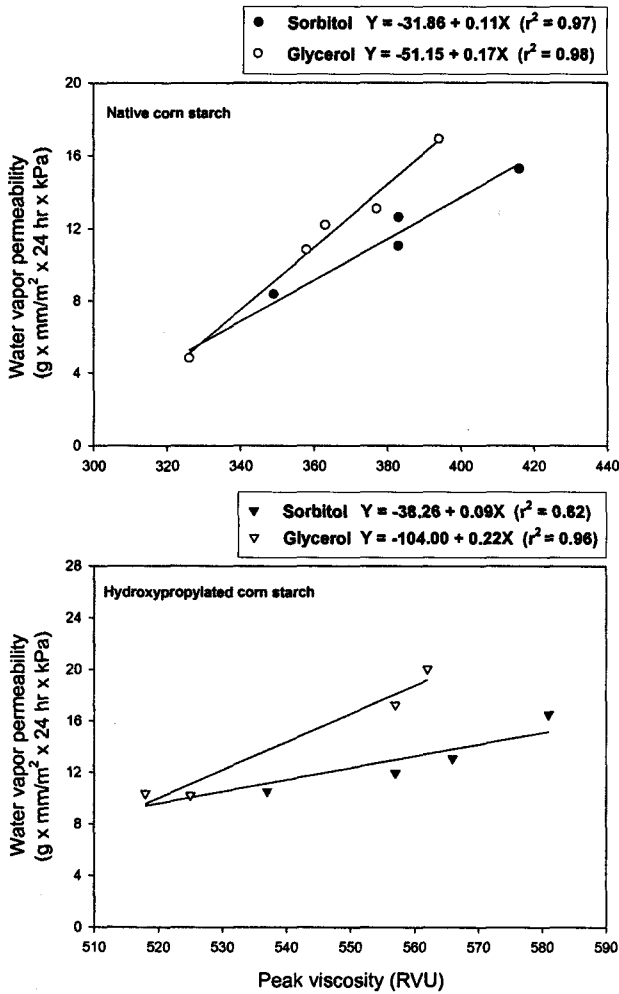 ● Sorbitol Y = -31.86 + 0.11X (r² = 0.97)
○ Glycerol Y = -51.15 + 0.17X (r² = 0.98)
Native corn starch
Water vapor permeability
(g x mm/m² x 24 hr x kPa)
20
16
12
8
4
0
300 320 340 360 380 400 420 440
▼ Sorbitol Y = -38.26 + 0.09X (r² = 0.82)
▽ Glycerol Y = -104.00 + 0.22X (r² = 0.96)
Hydroxypropylated corn starch
Water vapor permeability
(g x mm/m² x 24 hr x kPa)
28
24
20
16
12
8
4
0
510 520 530 540 550 560 570 580 590
Peak viscosity (RVU)